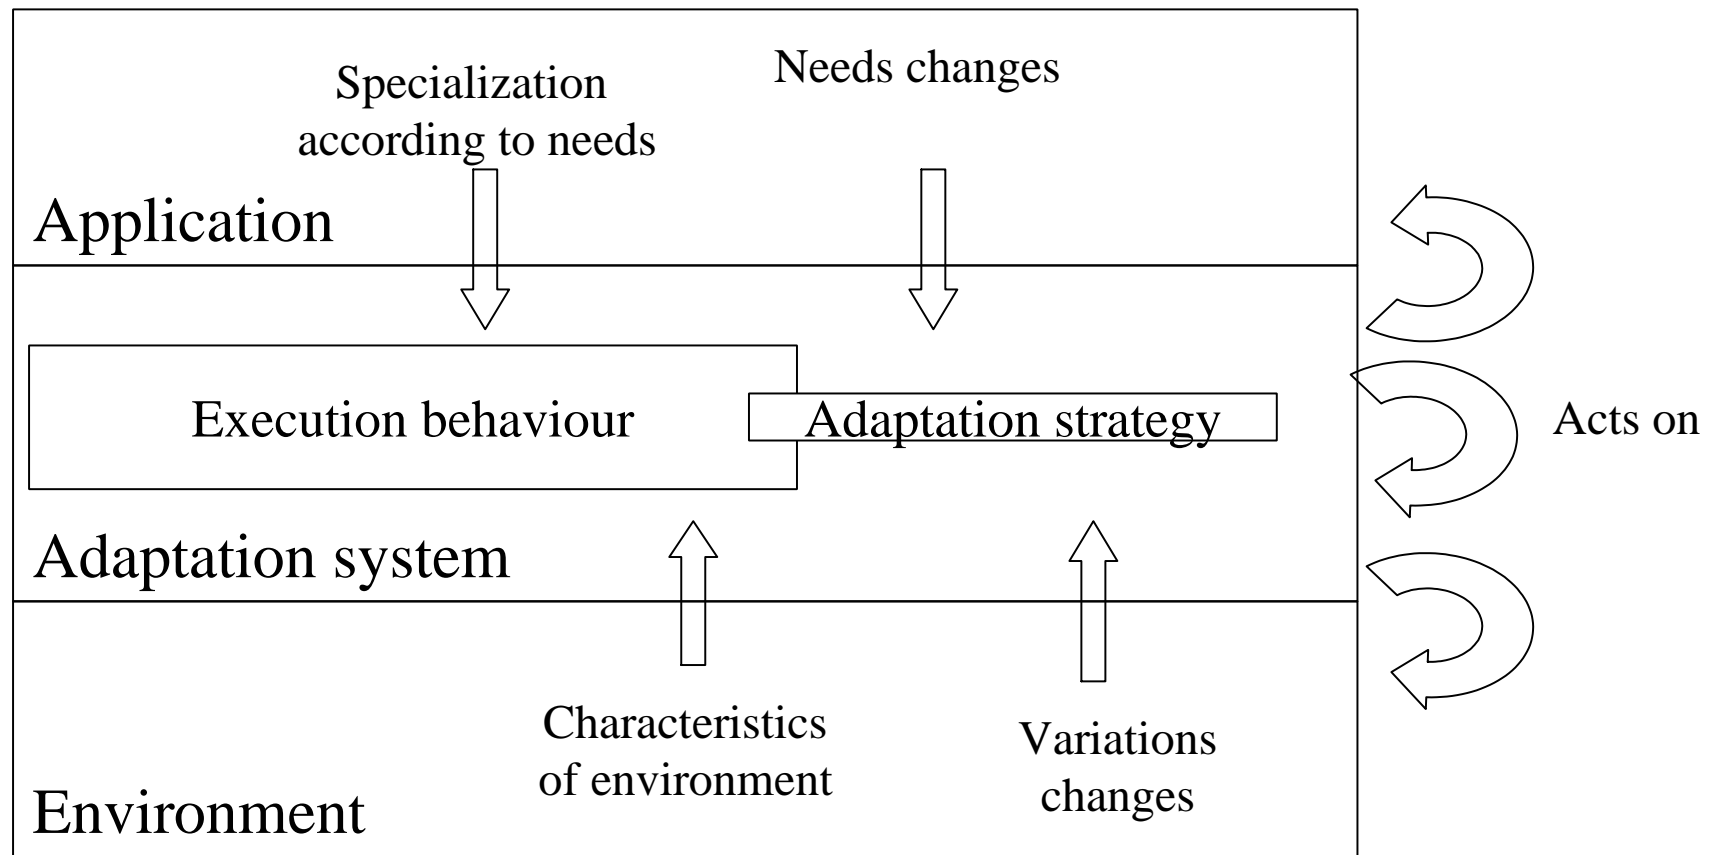 Specialization
according to needs
Needs changes
Application
Execution behaviour
Adaptation strategy
Acts on
Adaptation system
Characteristics
of environment
Variations
changes
Environment